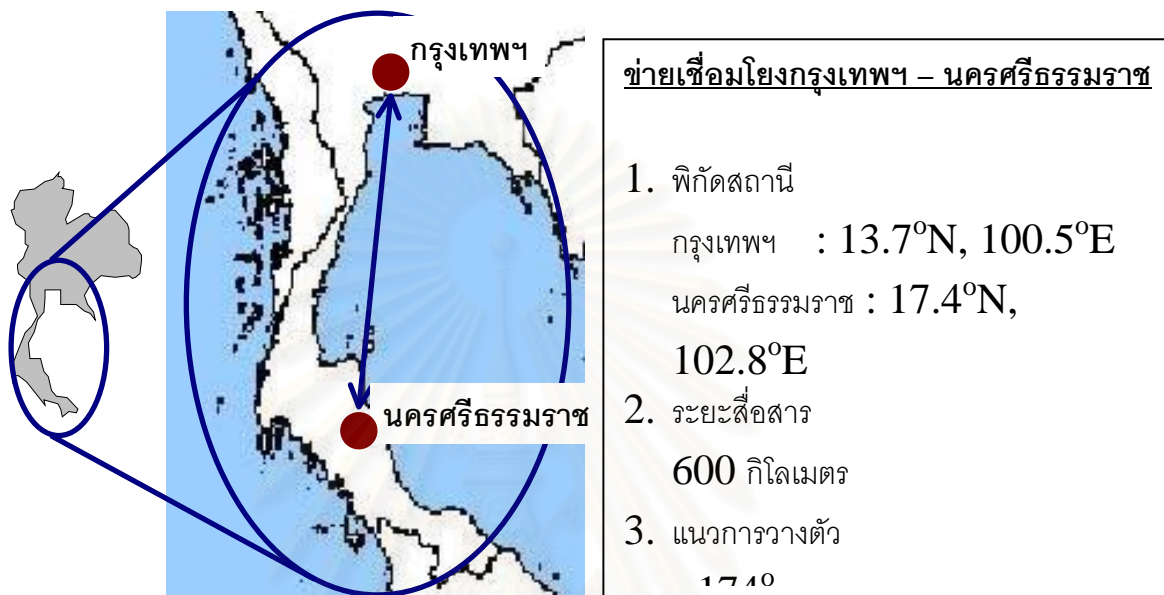 กรุงเทพฯ
นครศรีธรรมราช
ข่ายเชื่อมโยงกรุงเทพฯ – นครศรีธรรมราช
1. พิกัดสถานี
กรุงเทพฯ : 13.7°N, 100.5°E
นครศรีธรรมราช : 17.4°N,
102.8°E
2. ระยะสื่อสาร
600 กิโลเมตร
3. แนวการวางตัว
174°